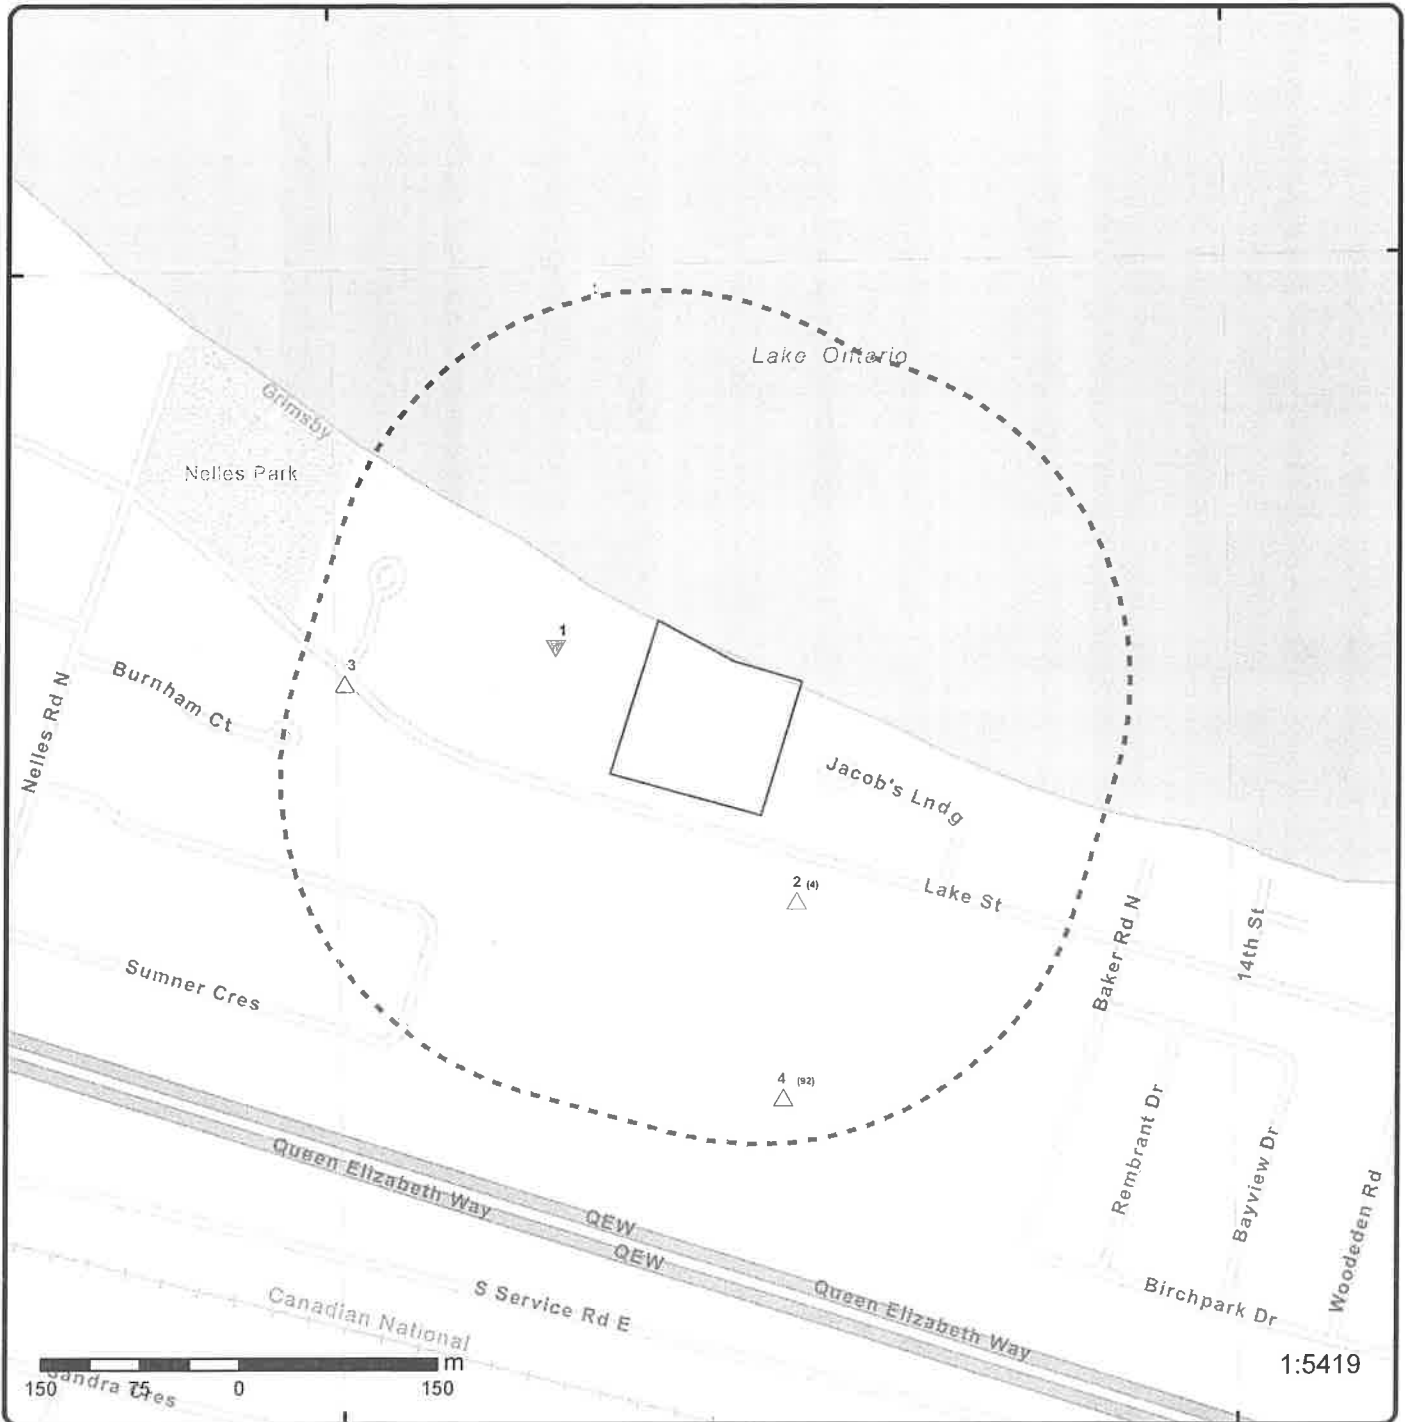 Lake Ontario
Grimsby
Nelles Park
1
3
Burnham Ct
Nelles Rd N
Jacob's Lndg
2 (4)
Lake St
Baker Rd N
14th St
Sumner Cres
4 (92)
Rembrant Dr
Bayview Dr
Woodeden Rd
Queen Elizabeth Way
QEW
QEW
Queen Elizabeth Way
Birchpark Dr
S Service Rd E
Canadian National
m
1:5419
150 75 0 150
Sandra Cres